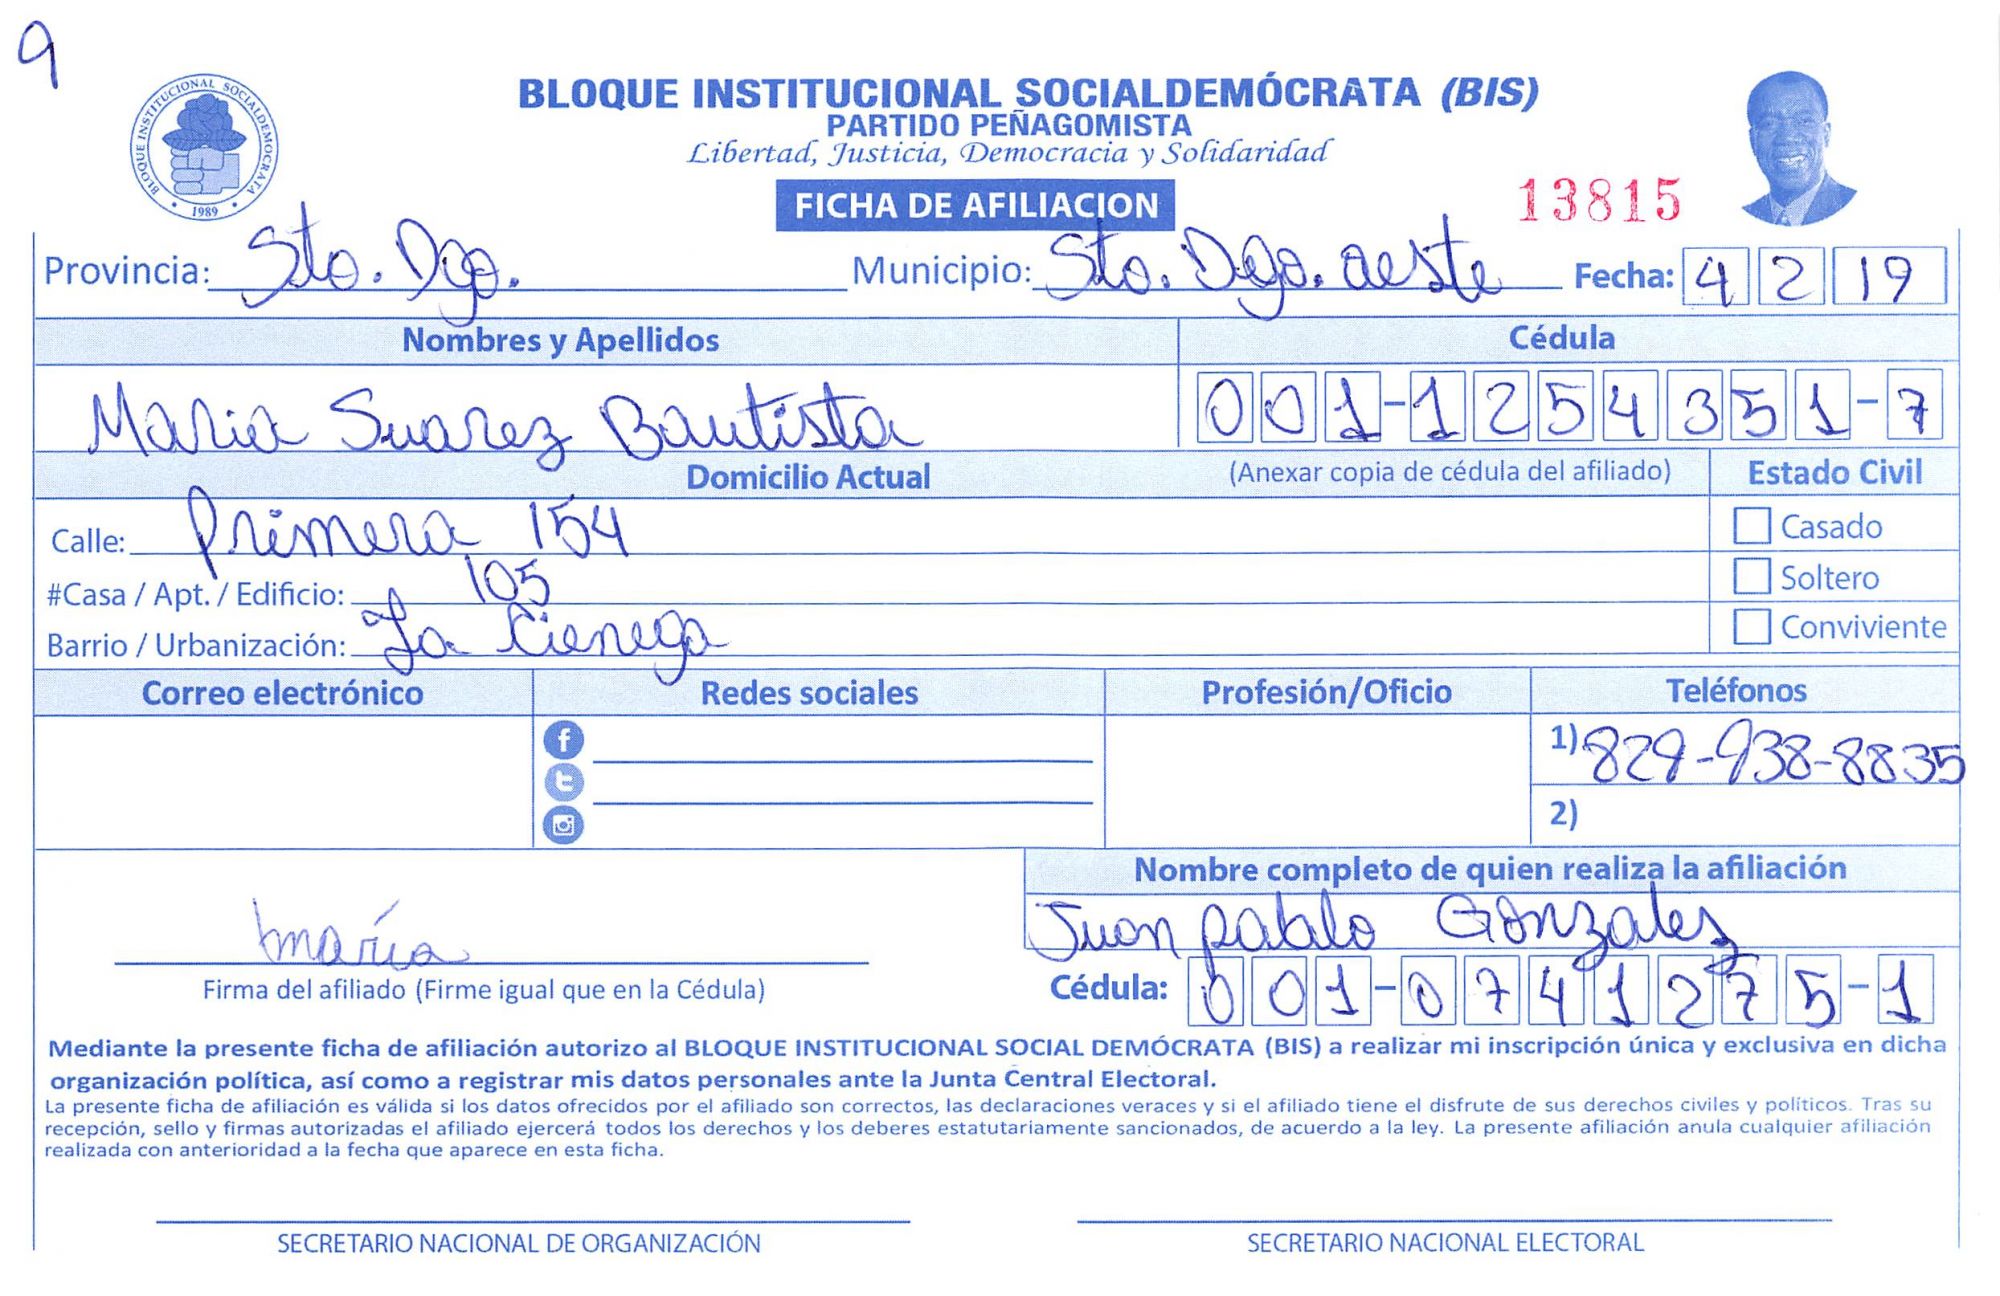 9
BLOQUE INSTITUCIONAL SOCIALDEMÓCRATA (BIS)
PARTIDO PEÑAGOMISTA
Libertad, Justicia, Democracia y Solidaridad
BLOQUE INSTITUCIONAL SOCIALDEMOCRATA
1989
FICHA DE AFILIACION
13815
Provincia: Sto. Dgo. Municipio: Sto. Dgo. oeste Fecha: 4 2 19
Nombres y Apellidos Cédula
Maria Suarez Bautista 001-1254351-7
Domicilio Actual (Anexar copia de cédula del afiliado) Estado Civil
Calle: Primera 154 Casado
#Casa / Apt. / Edificio: 105 Soltero
Barrio / Urbanización: La Cienega Conviviente
Correo electrónico Redes sociales Profesión/Oficio Teléfonos
1) 829-938-8835
2)
Nombre completo de quien realiza la afiliación
Juan pablo Gonzalez
maría
Firma del afiliado (Firme igual que en la Cédula) Cédula: 001-0741275-1
Mediante la presente ficha de afiliación autorizo al BLOQUE INSTITUCIONAL SOCIAL DEMÓCRATA (BIS) a realizar mi inscripción única y exclusiva en dicha
organización política, así como a registrar mis datos personales ante la Junta Central Electoral.
La presente ficha de afiliación es válida si los datos ofrecidos por el afiliado son correctos, las declaraciones veraces y si el afiliado tiene el disfrute de sus derechos civiles y políticos. Tras su
recepción, sello y firmas autorizadas el afiliado ejercerá todos los derechos y los deberes estatutariamente sancionados, de acuerdo a la ley. La presente afiliación anula cualquier afiliación
realizada con anterioridad a la fecha que aparece en esta ficha.
SECRETARIO NACIONAL DE ORGANIZACIÓN SECRETARIO NACIONAL ELECTORAL